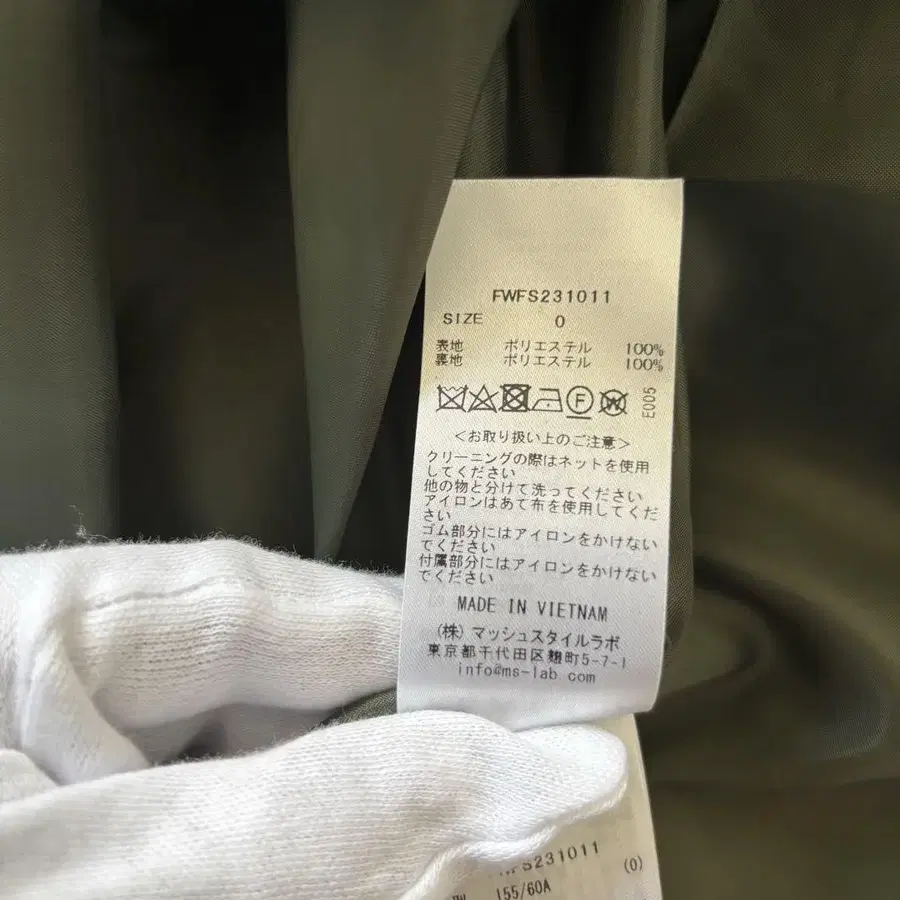 FWFS231011
SIZE 0
表地 ポリエステル 100%
裏地 ポリエステル 100%
F W E005
<お取り扱い上のご注意>
クリーニングの際はネットを使用
してください
他の物と分けて洗ってください
アイロンはあて布を使用してくだ
さい
ゴム部分にはアイロンをかけない
でください
付属部分にはアイロンをかけない
でください
MADE IN VIETNAM
(株) マッシュスタイルラボ
東京都千代田区麹町5-7-1
info@ms-lab.com
FS231011 (0)
155/60A